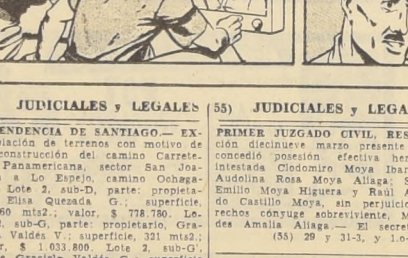 JUDICIALES y LEGALES
ENDENCIA DE SANTIAGO.— EX-
piación de terrenos con motivo de
construcción del camino Carrete-
Panamericana, sector San Joa-
a Lo Espejo, camino Ochaga-
Lote 2, sub-D, parte: propieta-
Elisa Quezada G.; superficie,
60 mts2.; valor, $ 778.780. Lo-
, sub-G, parte: propietario, Gra-
Valdés V.; superficie, 321 mts2.;
r, $ 1.033.800. Lote 2, sub-G'.
(55) JUDICIALES y LEGA
PRIMER JUZGADO CIVIL, RES
ción diecinueve marzo presente
concedió posesión efectiva her
intestada Clodomiro Moya Ibar
Audolina Rosa Moya Aliaga; S
Emilio Moya Higuera y Raúl
do Castillo Moya, sin perjuicio
rechos cónyuge sobreviviente, M
des Amalia Aliaga.— El secret
(55) 29 y 31-3, y 1.o-